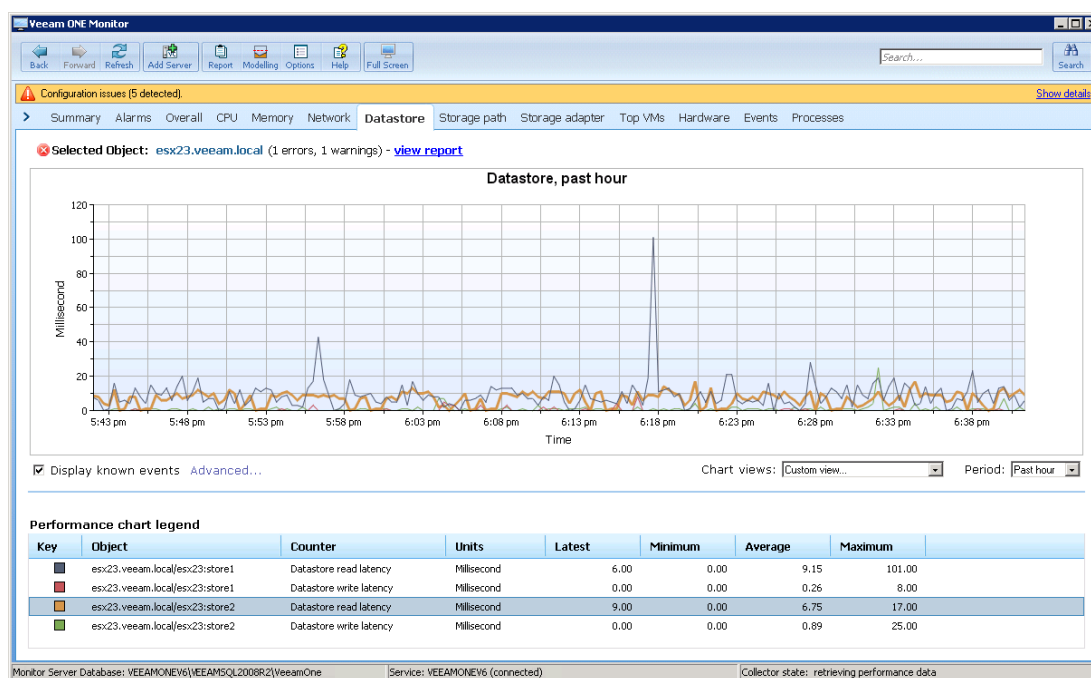 Veeam ONE Monitor
Back Forward Refresh Add Server Report Modelling Options Help Full Screen Search... Search
Configuration issues (5 detected). Show details
> Summary Alarms Overall CPU Memory Network Datastore Storage path Storage adapter Top VMs Hardware Events Processes
Selected Object: esx23.veeam.local (1 errors, 1 warnings) - view report
Datastore, past hour
120
100
80
60
40
20
0
Millisecond
5:43 pm 5:48 pm 5:53 pm 5:58 pm 6:03 pm 6:08 pm 6:13 pm 6:18 pm 6:23 pm 6:28 pm 6:33 pm 6:38 pm
Time
Display known events Advanced... Chart views: Custom view... Period: Past hour
Performance chart legend
Key Object Counter Units Latest Minimum Average Maximum
esx23.veeam.local/esx23:store1 Datastore read latency Millisecond 6.00 0.00 9.15 101.00
esx23.veeam.local/esx23:store1 Datastore write latency Millisecond 0.00 0.00 0.26 8.00
esx23.veeam.local/esx23:store2 Datastore read latency Millisecond 9.00 0.00 6.75 17.00
esx23.veeam.local/esx23:store2 Datastore write latency Millisecond 0.00 0.00 0.89 25.00
Monitor Server Database: VEEAMONEV6\VEEAMSQL2008R2\VeeamOne Service: VEEAMONEV6 (connected) Collector state: retrieving performance data